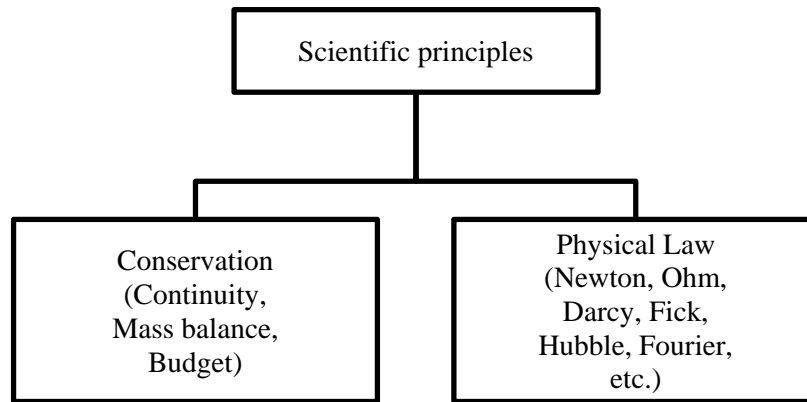 Scientific principles
Conservation
(Continuity,
Mass balance,
Budget)
Physical Law
(Newton, Ohm,
Darcy, Fick,
Hubble, Fourier,
etc.)